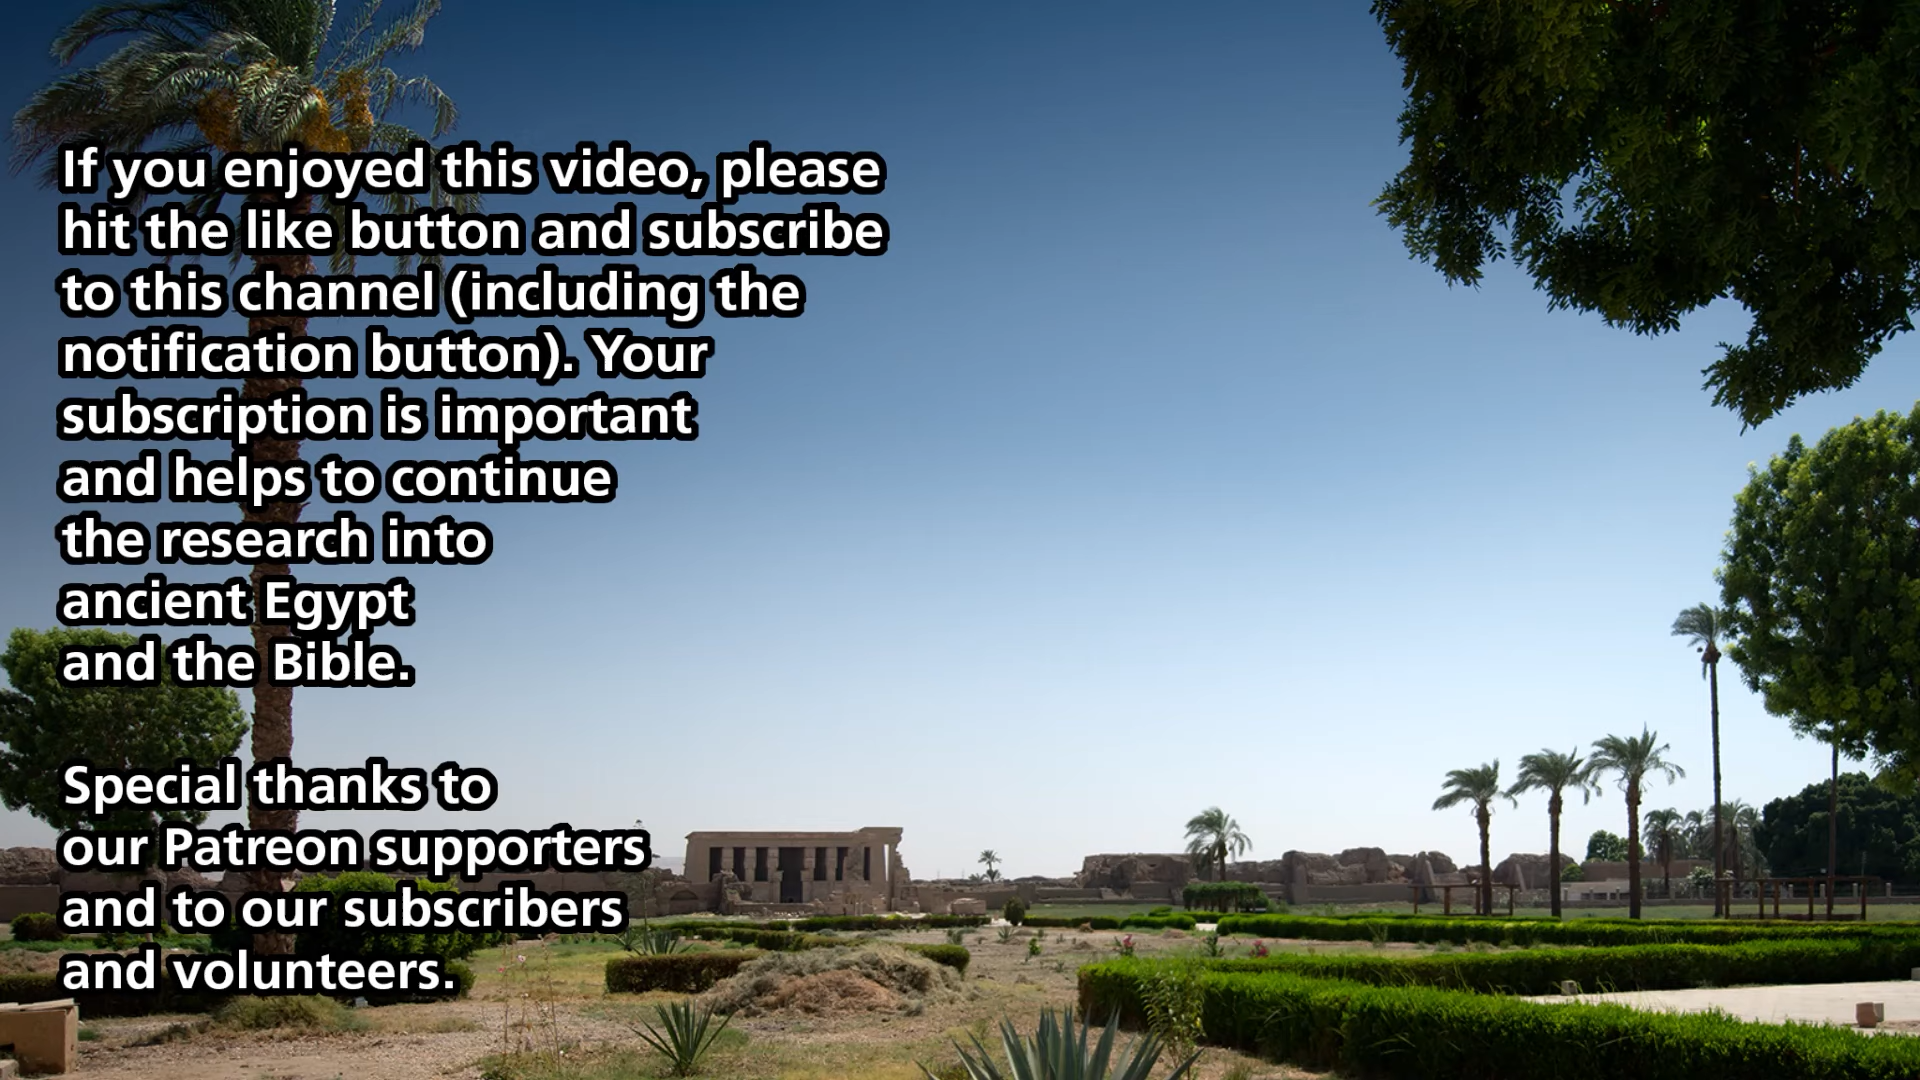 If you enjoyed this video, please
hit the like button and subscribe
to this channel (including the
notification button). Your
subscription is important
and helps to continue
the research into
ancient Egypt
and the Bible.
Special thanks to
our Patreon supporters
and to our subscribers
and volunteers.